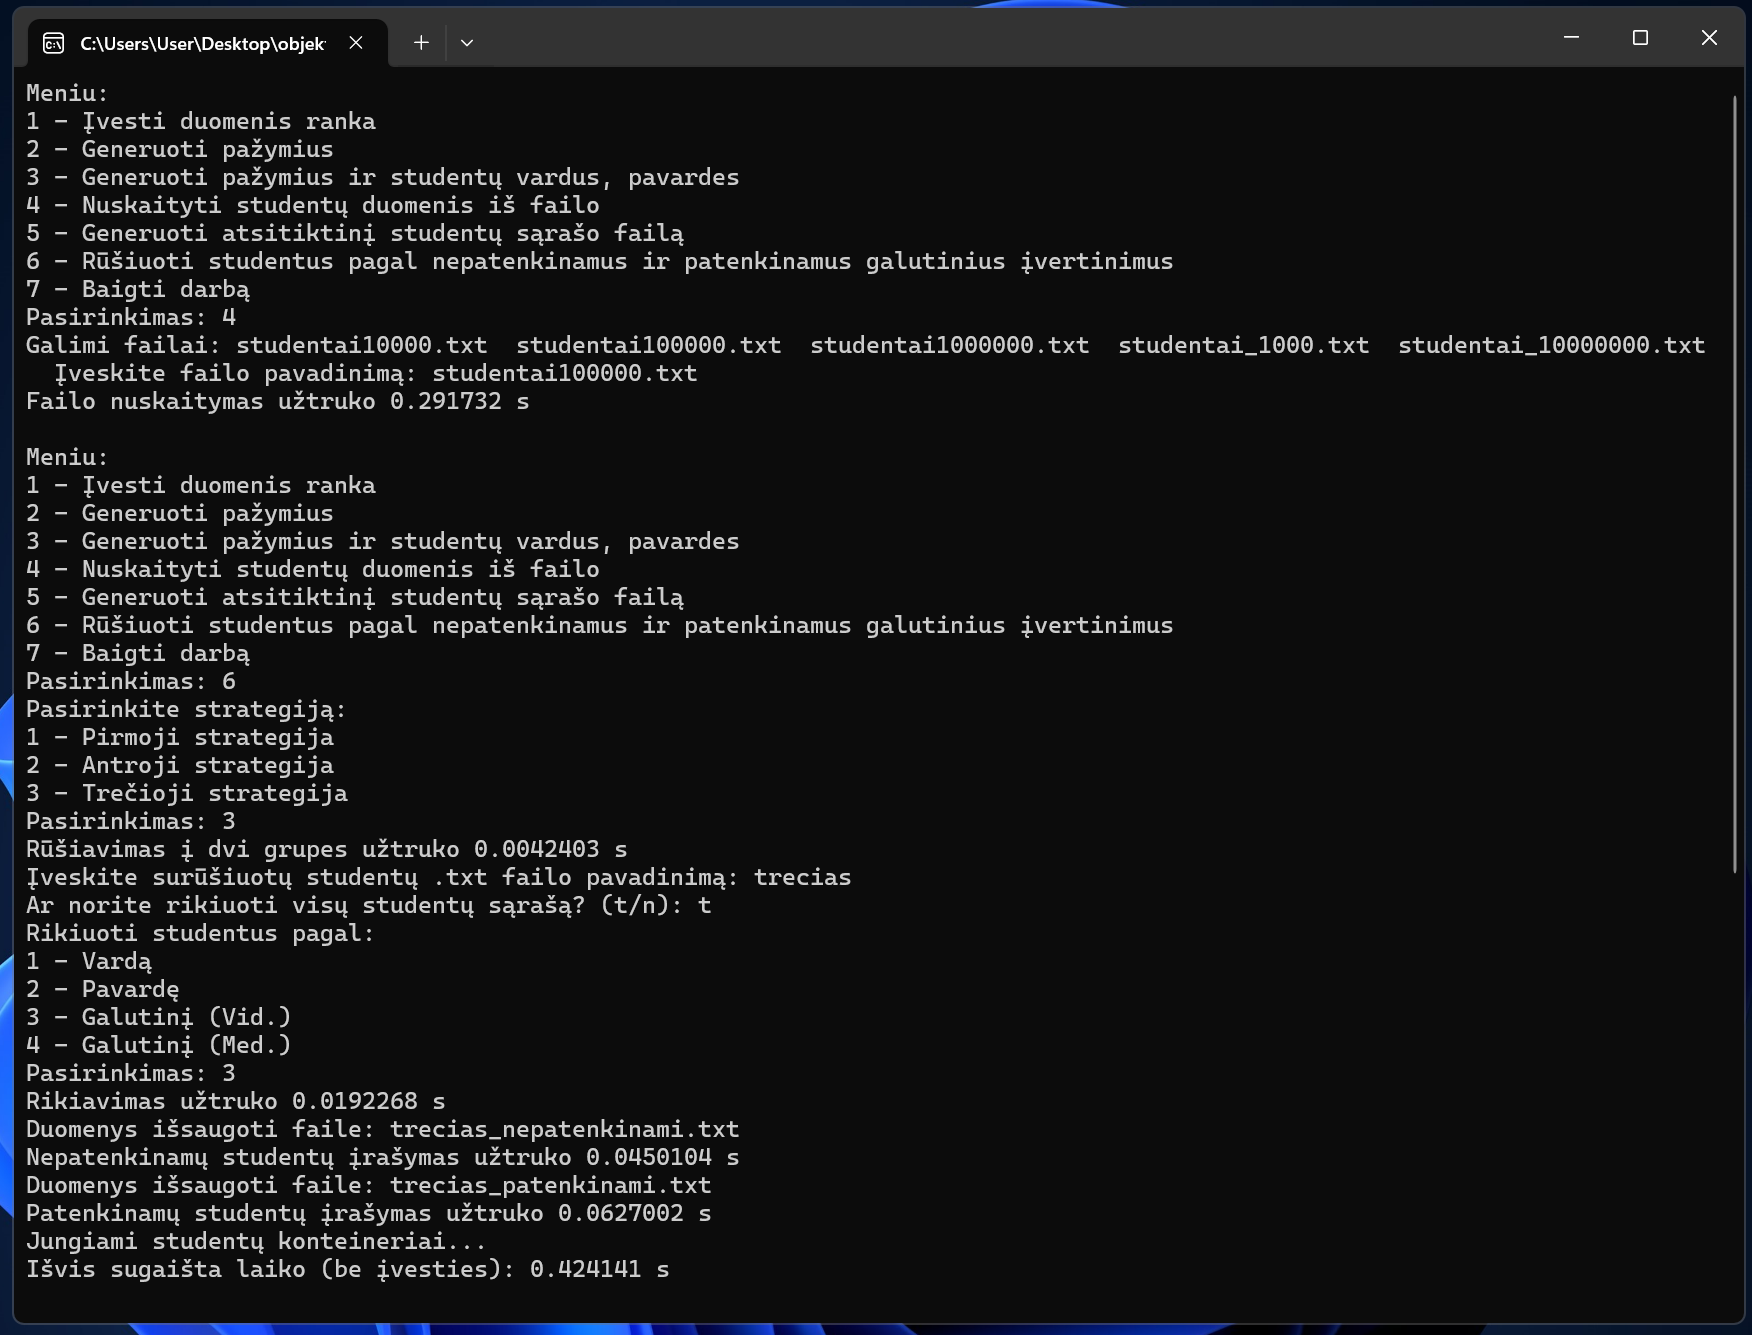 C:\Users\User\Desktop\objek
Meniu:
1 - Įvesti duomenis ranka
2 - Generuoti pažymius
3 - Generuoti pažymius ir studentų vardus, pavardes
4 - Nuskaityti studentų duomenis iš failo
5 - Generuoti atsitiktinį studentų sąrašo failą
6 - Rūšiuoti studentus pagal nepatenkinamus ir patenkinamus galutinius įvertinimus
7 - Baigti darbą
Pasirinkimas: 4
Galimi failai: studentai10000.txt  studentai100000.txt  studentai1000000.txt  studentai_1000.txt  studentai_10000000.txt
  Įveskite failo pavadinimą: studentai100000.txt
Failo nuskaitymas užtruko 0.291732 s
Meniu:
1 - Įvesti duomenis ranka
2 - Generuoti pažymius
3 - Generuoti pažymius ir studentų vardus, pavardes
4 - Nuskaityti studentų duomenis iš failo
5 - Generuoti atsitiktinį studentų sąrašo failą
6 - Rūšiuoti studentus pagal nepatenkinamus ir patenkinamus galutinius įvertinimus
7 - Baigti darbą
Pasirinkimas: 6
Pasirinkite strategiją:
1 - Pirmoji strategija
2 - Antroji strategija
3 - Trečioji strategija
Pasirinkimas: 3
Rūšiavimas į dvi grupes užtruko 0.0042403 s
Įveskite surūšiuotų studentų .txt failo pavadinimą: trecias
Ar norite rikiuoti visų studentų sąrašą? (t/n): t
Rikiuoti studentus pagal:
1 - Vardą
2 - Pavardę
3 - Galutinį (Vid.)
4 - Galutinį (Med.)
Pasirinkimas: 3
Rikiavimas užtruko 0.0192268 s
Duomenys išsaugoti faile: trecias_nepatenkinami.txt
Nepatenkinamų studentų įrašymas užtruko 0.0450104 s
Duomenys išsaugoti faile: trecias_patenkinami.txt
Patenkinamų studentų įrašymas užtruko 0.0627002 s
Jungiami studentų konteineriai...
Išvis sugaišta laiko (be įvesties): 0.424141 s